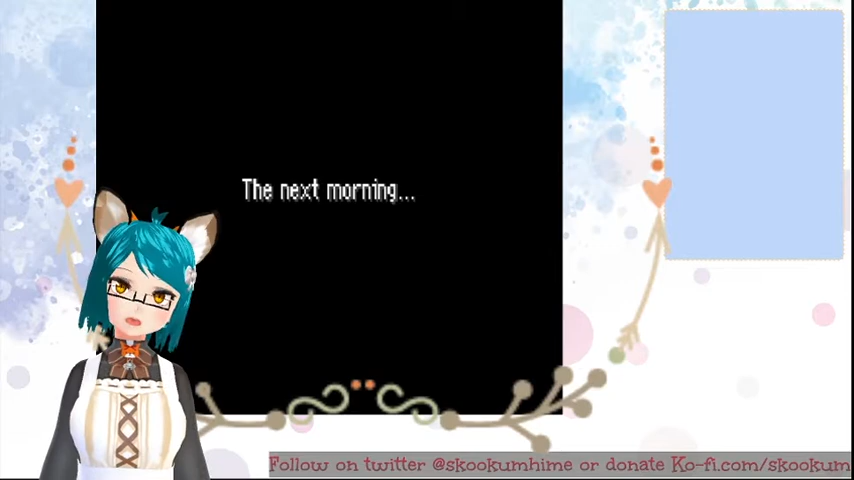 The next morning...
Follow on twitter @skookumhime or donate Ko-fi.com/skookum